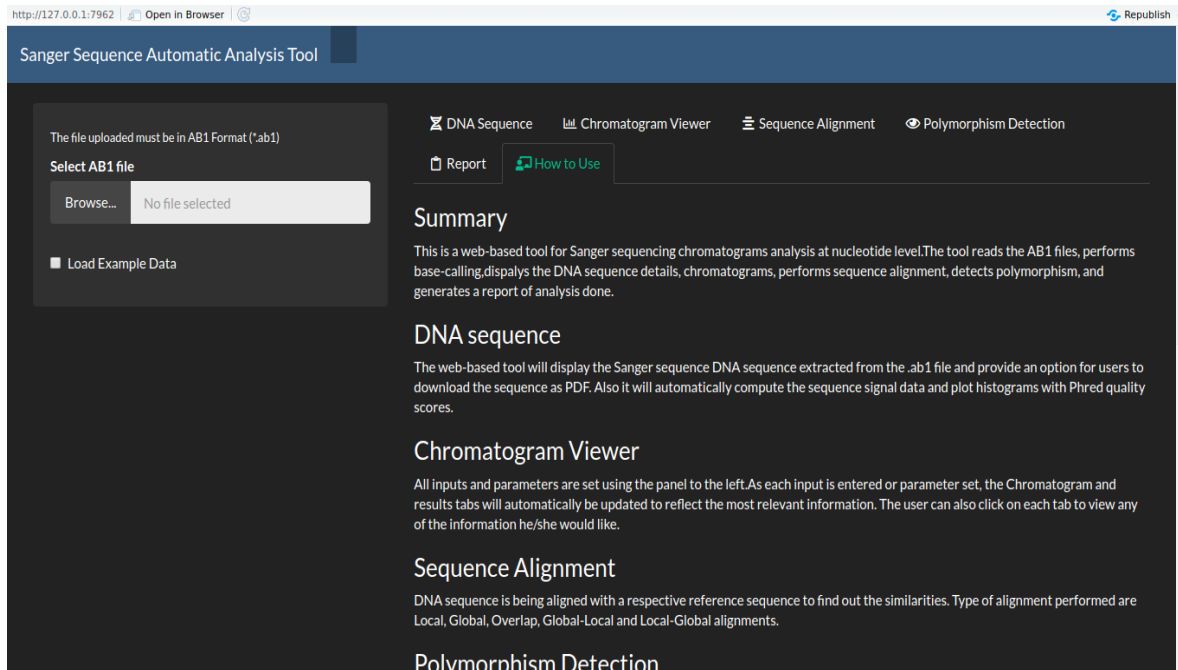 http://127.0.0.1:7962 Open in Browser Republish
Sanger Sequence Automatic Analysis Tool
The file uploaded must be in AB1 Format (*.ab1)
Select AB1 file
Browse... No file selected
Load Example Data
DNA Sequence Chromatogram Viewer Sequence Alignment Polymorphism Detection
Report How to Use
Summary
This is a web-based tool for Sanger sequencing chromatograms analysis at nucleotide level.The tool reads the AB1 files, performs
base-calling,dispalys the DNA sequence details, chromatograms, performs sequence alignment, detects polymorphism, and
generates a report of analysis done.
DNA sequence
The web-based tool will display the Sanger sequence DNA sequence extracted from the .ab1 file and provide an option for users to
download the sequence as PDF. Also it will automatically compute the sequence signal data and plot histograms with Phred quality
scores.
Chromatogram Viewer
All inputs and parameters are set using the panel to the left.As each input is entered or parameter set, the Chromatogram and
results tabs will automatically be updated to reflect the most relevant information. The user can also click on each tab to view any
of the information he/she would like.
Sequence Alignment
DNA sequence is being aligned with a respective reference sequence to find out the similarities. Type of alignment performed are
Local, Global, Overlap, Global-Local and Local-Global alignments.
Polymorphism Detection